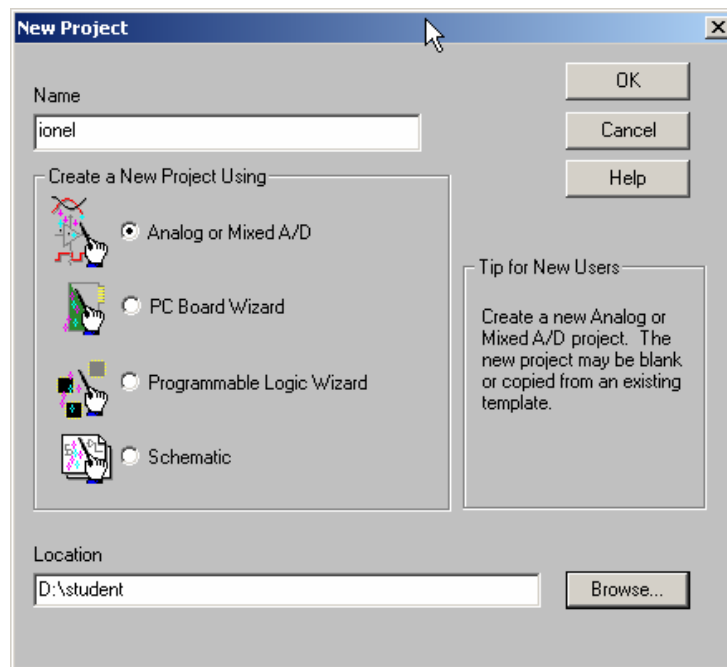 New Project
Name
ionel
OK
Cancel
Help
Create a New Project Using
Analog or Mixed A/D
PC Board Wizard
Programmable Logic Wizard
Schematic
Tip for New Users
Create a new Analog or
Mixed A/D project. The
new project may be blank
or copied from an existing
template.
Location
D:\student
Browse...